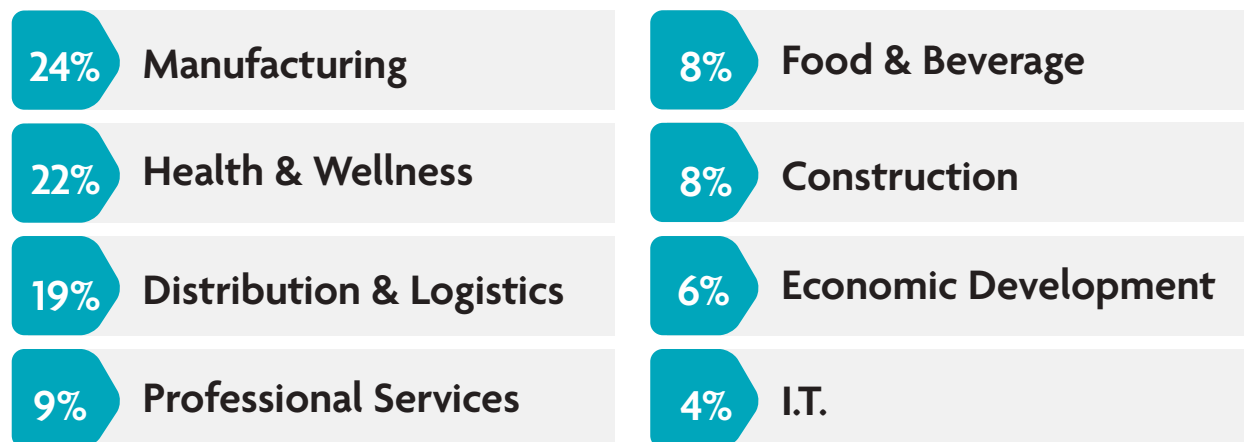 24% Manufacturing
22% Health & Wellness
19% Distribution & Logistics
9% Professional Services
8% Food & Beverage
8% Construction
6% Economic Development
4% I.T.